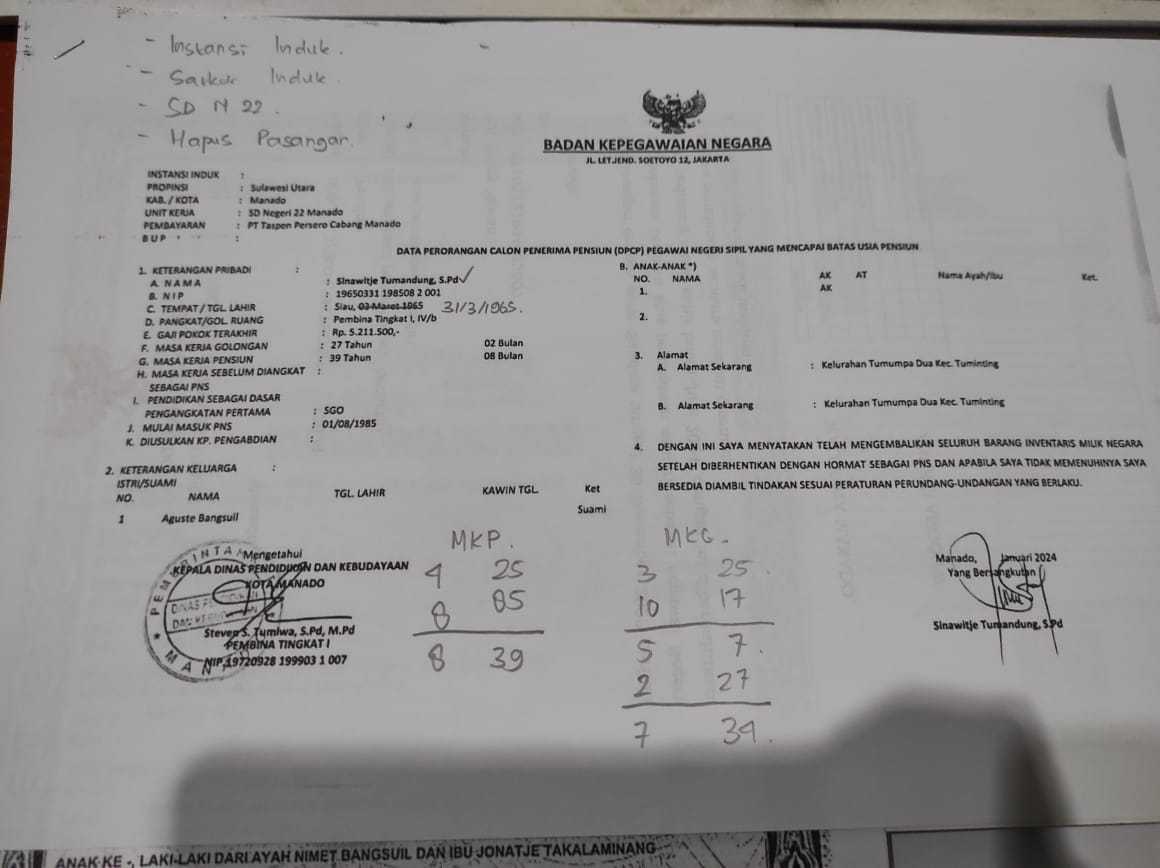 - Instansi Induk.
- Satker Induk.
- SD N 22.
- Hapus Pasangan.
BADAN KEPEGAWAIAN NEGARA
JL. LETJEND. SOETOYO 12, JAKARTA
INSTANSI INDUK :
PROPINSI : Sulawesi Utara
KAB. / KOTA : Manado
UNIT KERJA : SD Negeri 22 Manado
PEMBAYARAN : PT Taspen Persero Cabang Manado
B U P :
DATA PERORANGAN CALON PENERIMA PENSIUN (DPCP) PEGAWAI NEGERI SIPIL YANG MENCAPAI BATAS USIA PENSIUN
1. KETERANGAN PRIBADI :
A. N A M A : Sinawitje Tumandung, S.Pd
B. N I P : 19650331 198508 2 001
C. TEMPAT / TGL. LAHIR : Siau, 03 Maret 1965 31/3/1965.
D. PANGKAT/GOL. RUANG : Pembina Tingkat I, IV/b
E. GAJI POKOK TERAKHIR : Rp. 5.211.500,-
F. MASA KERJA GOLONGAN : 27 Tahun 02 Bulan
G. MASA KERJA PENSIUN : 39 Tahun 08 Bulan
H. MASA KERJA SEBELUM DIANGKAT :
SEBAGAI PNS
I. PENDIDIKAN SEBAGAI DASAR
PENGANGKATAN PERTAMA : SGO
J. MULAI MASUK PNS : 01/08/1985
K. DIUSULKAN KP. PENGABDIAN :
2. KETERANGAN KELUARGA :
ISTRI/SUAMI
NO. NAMA TGL. LAHIR KAWIN TGL. Ket
Suami
1 Aguste Bangsuil
B. ANAK-ANAK *)
NO. NAMA AK AT Nama Ayah/Ibu Ket.
1. AK
2.
3. Alamat
A. Alamat Sekarang : Kelurahan Tumumpa Dua Kec. Tuminting
B. Alamat Sekarang : Kelurahan Tumumpa Dua Kec. Tuminting
4. DENGAN INI SAYA MENYATAKAN TELAH MENGEMBALIKAN SELURUH BARANG INVENTARIS MILIK NEGARA
SETELAH DIBERHENTIKAN DENGAN HORMAT SEBAGAI PNS DAN APABILA SAYA TIDAK MEMENUHINYA SAYA
BERSEDIA DIAMBIL TINDAKAN SESUAI PERATURAN PERUNDANG-UNDANGAN YANG BERLAKU.
Mengetahui
KEPALA DINAS PENDIDIKAN DAN KEBUDAYAAN
KOTA MANADO
DINAS
Steven S. Tumiwa, S.Pd, M.Pd
PEMBINA TINGKAT I
NIP.19720928 199903 1 007
MKP.
4 25
8 85
8 39
MKG.
3 25.
10 17
5 7.
2 27
7 34.
Manado, Januari 2024
Yang Bersangkutan
Sinawitje Tumandung, S.Pd
ANAK KE -, LAKI-LAKI DARI AYAH NIMET BANGSUIL DAN IBU JONATJE TAKALAMINANG